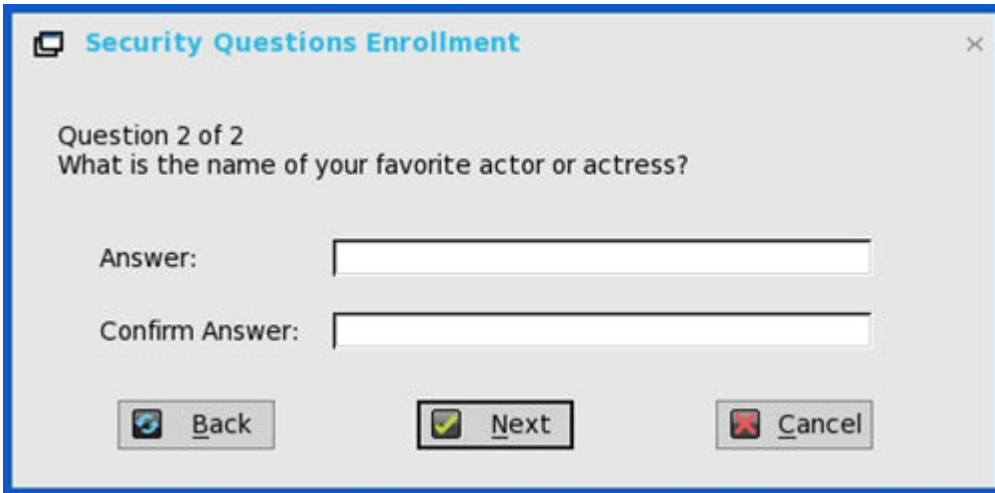 Security Questions Enrollment
Question 2 of 2
What is the name of your favorite actor or actress?
Answer:
Confirm Answer:
Back Next Cancel